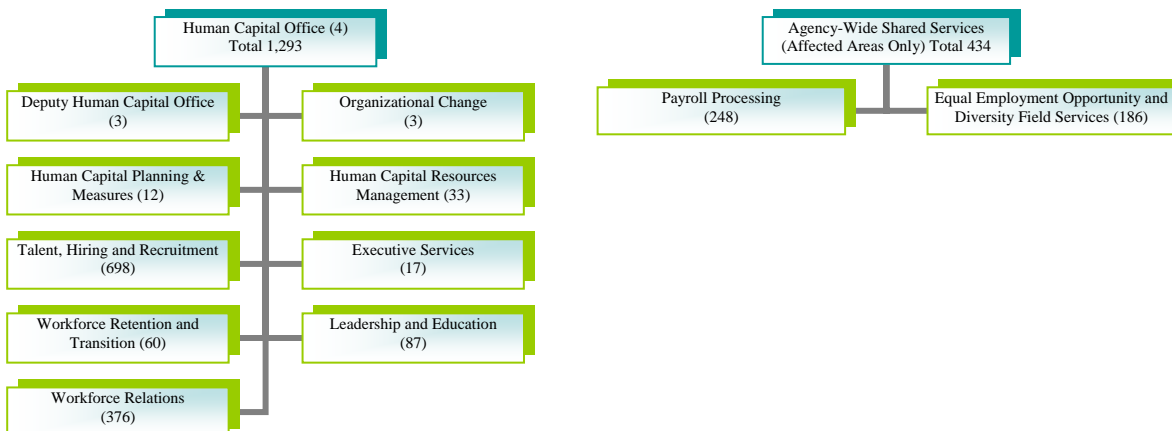 Human Capital Office (4)
Total 1,293
Deputy Human Capital Office
(3)
Organizational Change
(3)
Human Capital Planning &
Measures (12)
Human Capital Resources
Management (33)
Talent, Hiring and Recruitment
(698)
Executive Services
(17)
Workforce Retention and
Transition (60)
Leadership and Education
(87)
Workforce Relations
(376)
Agency-Wide Shared Services
(Affected Areas Only) Total 434
Payroll Processing
(248)
Equal Employment Opportunity and
Diversity Field Services (186)